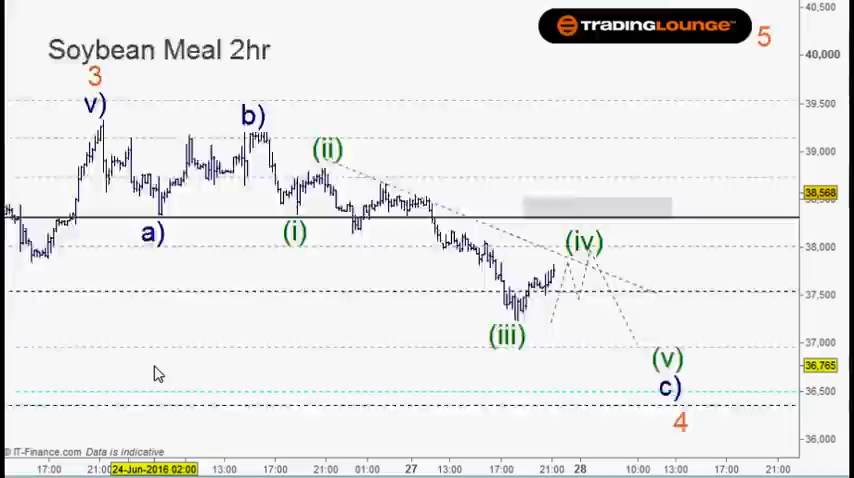 40,500
TRADINGLOUNGE™
5
Soybean Meal 2hr
40,000
3
v)
39,500
b)
(ii)
39,000
38,568
a)
(i)
(iv)
38,000
37,500
(iii)
37,000
(v)
36,765
c)
36,500
4
36,000
© IT-Finance.com Data is indicative
17:00 21:00 24-Jun-2016 02:00 13:00 17:00 21:00 01:00 27 13:00 17:00 21:00 28 10:00 13:00 17:00 21:00